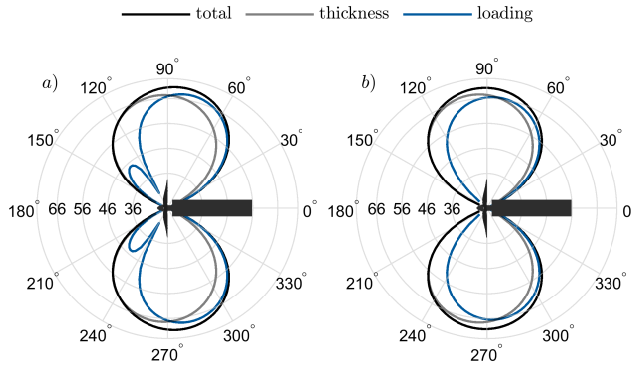 total thickness loading
a) 90° b) 90°
120° 60° 120° 60°
150° 30° 150° 30°
180° 66 56 46 36 0° 180° 66 56 46 36 0
210° 330° 210° 330°
240° 300° 240° 300°
270° 270°